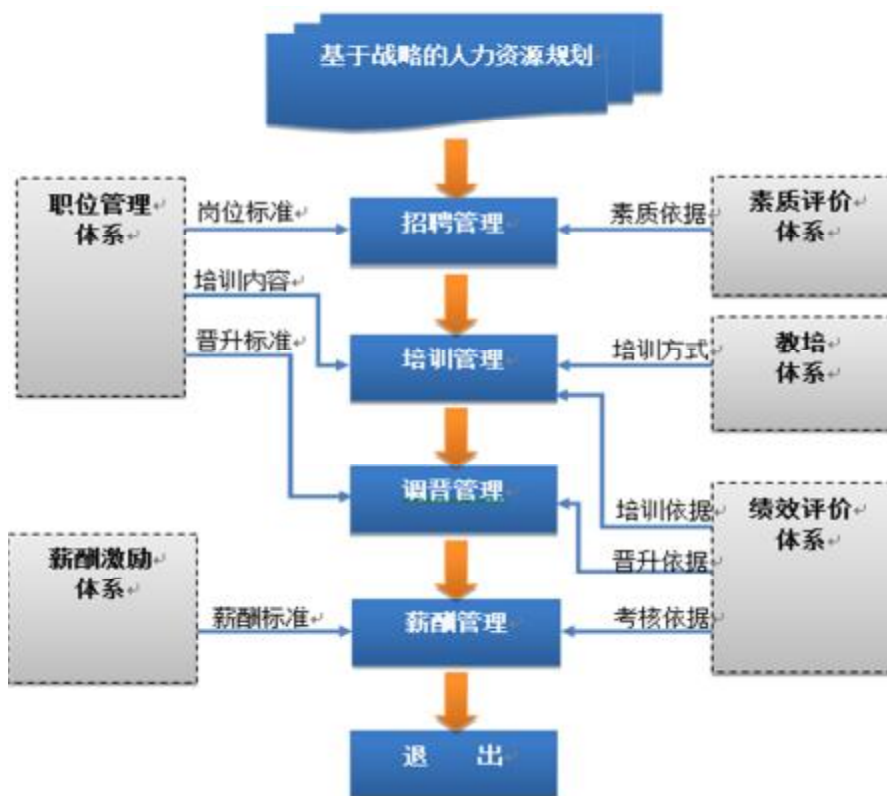 基于战略的人力资源规划
职位管理
体系
岗位标准
招聘管理
素质依据
素质评价
体系
培训内容
晋升标准
培训管理
培训方式
教培
体系
调晋管理
培训依据
绩效评价
体系
晋升依据
薪酬激励
体系
薪酬标准
薪酬管理
考核依据
退 出